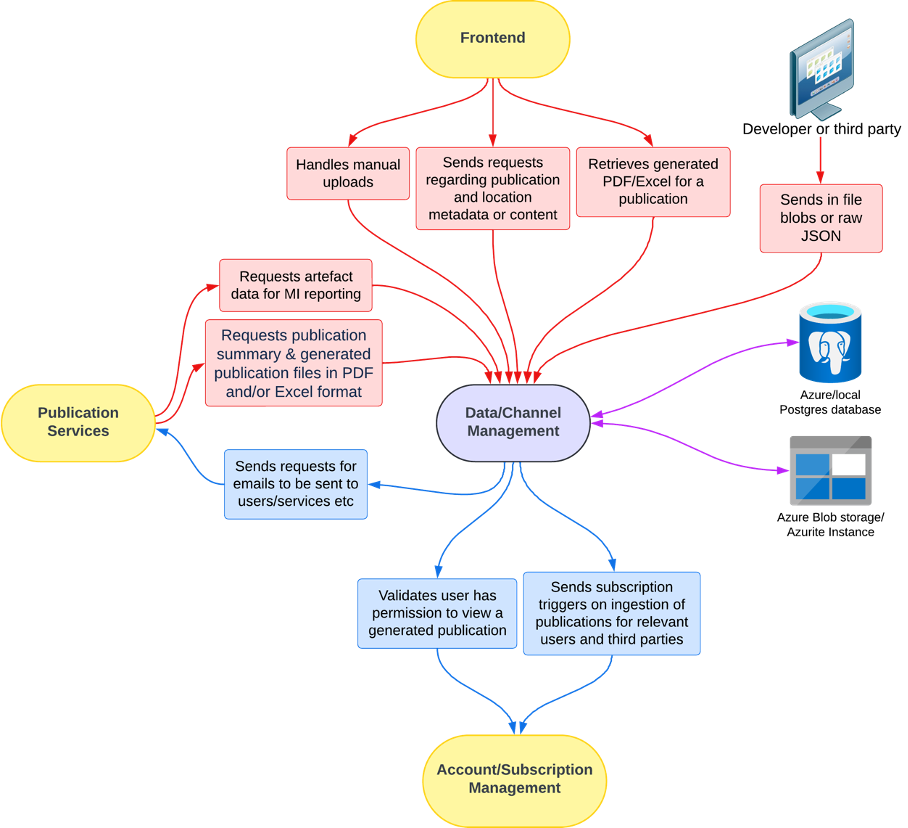 Frontend
Developer or third party
Handles manual
uploads
Sends requests
regarding publication
and location
metadata or content
Retrieves generated
PDF/Excel for a
publication
Sends in file
blobs or raw
JSON
Requests artefact
data for MI reporting
Requests publication
summary & generated
publication files in PDF
and/or Excel format
Azure/local
Postgres database
Publication
Services
Data/Channel
Management
Sends requests for
emails to be sent to
users/services etc
Azure Blob storage/
Azurite Instance
Validates user has
permission to view a
generated publication
Sends subscription
triggers on ingestion of
publications for relevant
users and third parties
Account/Subscription
Management